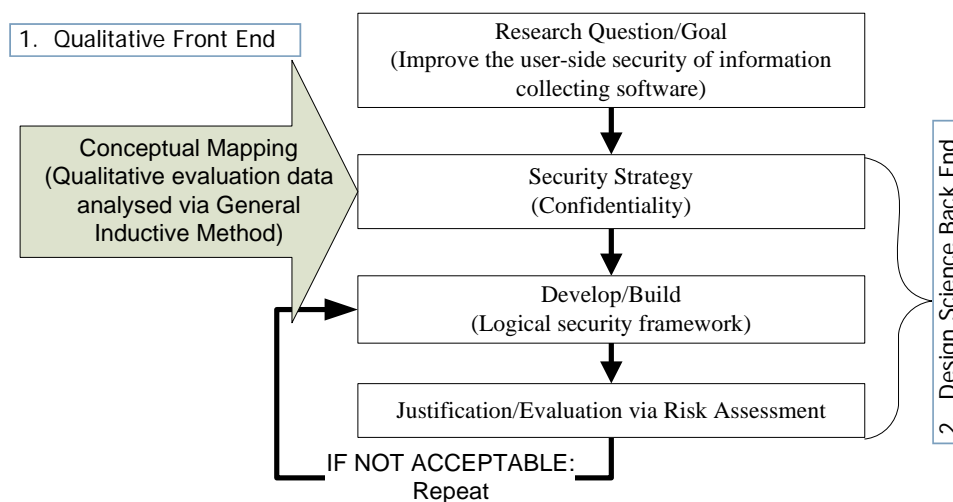 1. Qualitative Front End
Research Question/Goal
(Improve the user-side security of information
collecting software)
Conceptual Mapping
(Qualitative evaluation data
analysed via General
Inductive Method)
Security Strategy
(Confidentiality)
Develop/Build
(Logical security framework)
Justification/Evaluation via Risk Assessment
IF NOT ACCEPTABLE:
Repeat
2. Design Science Back End